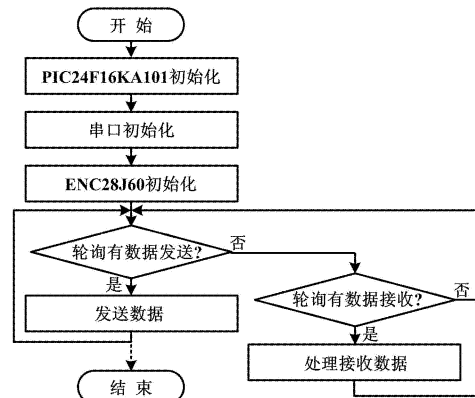 开 始
PIC24F16KA101初始化
串口初始化
ENC28J60初始化
轮询有数据发送?
否
是
发送数据
轮询有数据接收?
否
是
处理接收数据
结 束